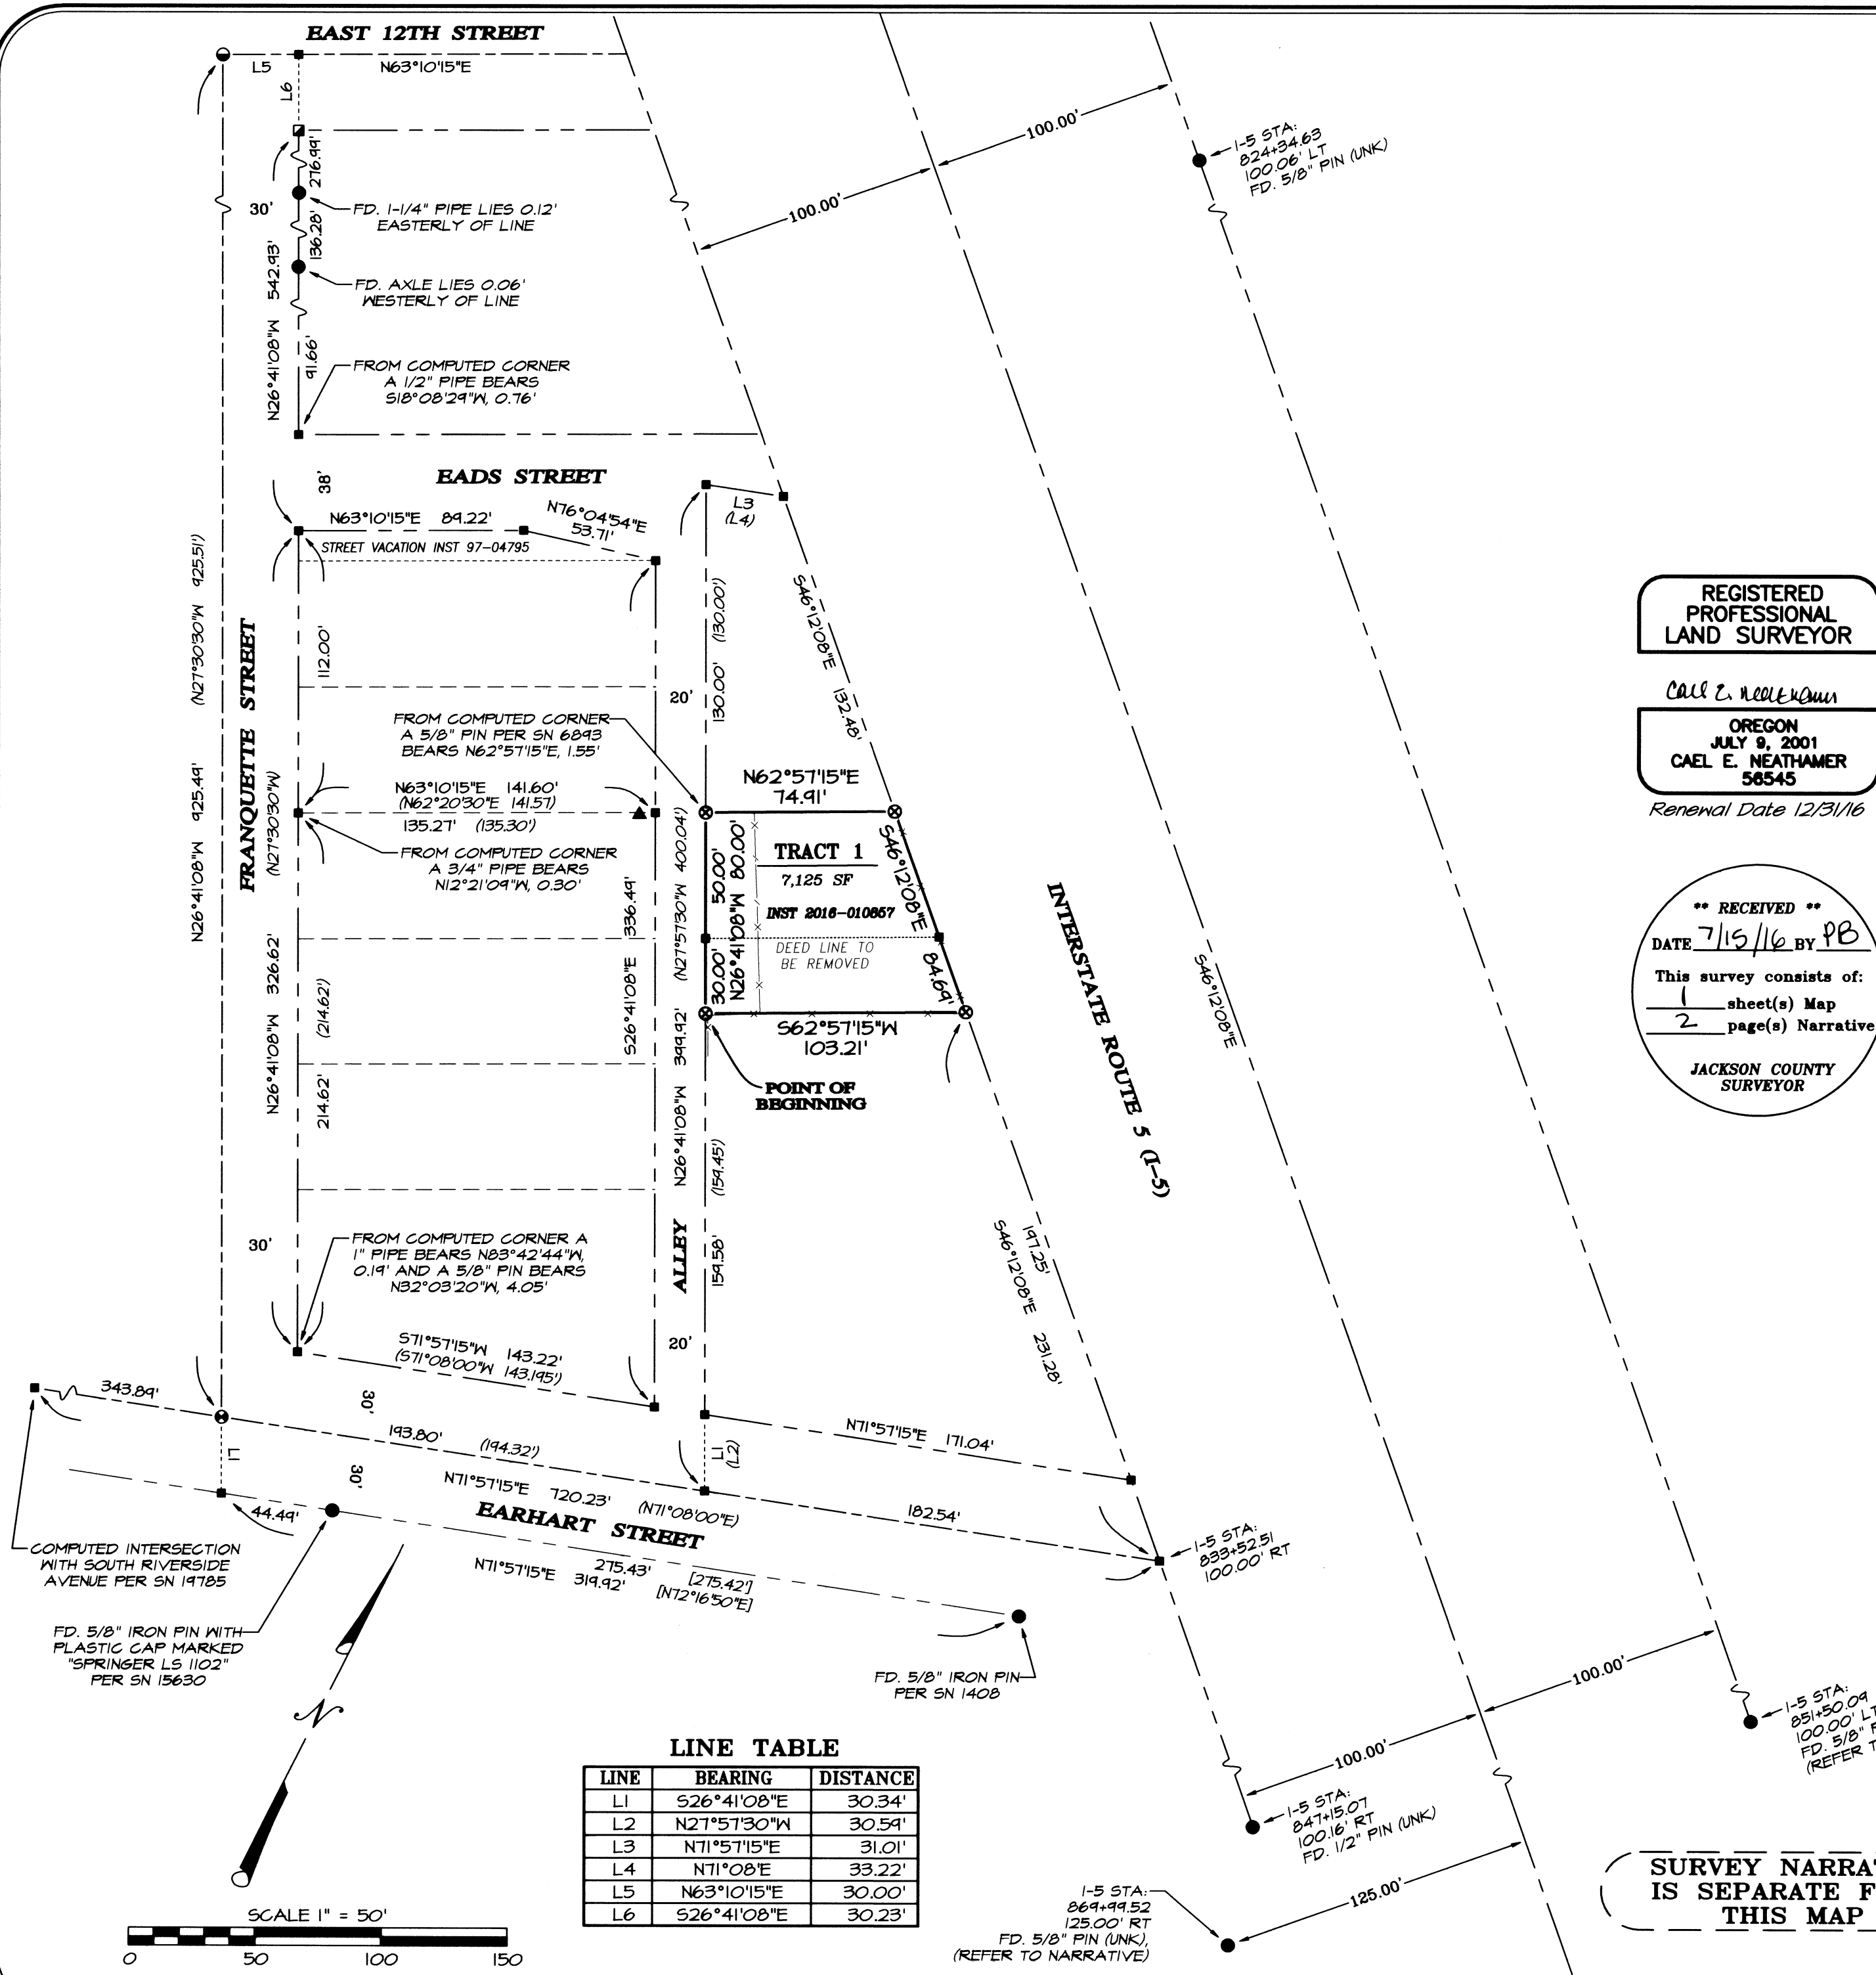 EAST 12TH STREET
L5
N63°10'15"E
L6
276.99'
30'
FD. 1-1/4" PIPE LIES 0.12'
EASTERLY OF LINE
136.28'
N26°41'08"W 542.93'
FD. AXLE LIES 0.06'
WESTERLY OF LINE
91.66'
FROM COMPUTED CORNER
A 1/2" PIPE BEARS
S18°08'29"W, 0.76'
100.00'
100.00'
I-5 STA:
824+34.63
100.06' LT
FD. 5/8" PIN (UNK)
38'
EADS STREET
N63°10'15"E 89.22'
N76°04'54"E
53.71'
STREET VACATION INST 97-04795
L3
(L4)
(N27°30'30"W 925.51')
N26°41'08"W 925.49'
FRANQUETTE STREET
112.00'
(N27°30'30"W)
N26°41'08"W 326.62'
(214.62')
214.62'
20'
130.00' (130.00')
S46°12'08"E 132.48'
FROM COMPUTED CORNER
A 5/8" PIN PER SN 6893
BEARS N62°57'15"E, 1.55'
N63°10'15"E 141.60'
(N62°20'30"E 141.57)
135.27' (135.30')
FROM COMPUTED CORNER
A 3/4" PIPE BEARS
N12°21'09"W, 0.30'
S26°41'08"E 336.49'
N26°41'08"W 399.92' (N27°57'30"W 400.04')
N62°57'15"E
74.91'
50.00'
30.00'
N26°41'08"W 80.00'
TRACT 1
7,125 SF
INST 2016-010857
DEED LINE TO
BE REMOVED
S46°12'08"E
84.69'
S62°57'15"W
103.21'
POINT OF
BEGINNING
INTERSTATE ROUTE 5 (I-5)
S46°12'08"E
(159.45')
159.58'
ALLEY
20'
197.25'
S46°12'08"E 231.28'
30'
FROM COMPUTED CORNER A
1" PIPE BEARS N83°42'44"W,
0.19' AND A 5/8" PIN BEARS
N32°03'20"W, 4.05'
S71°57'15"W 143.22'
(S71°08'00"W 143.195')
343.89'
L1
30'
30'
193.80' (194.32')
L1
(L2)
N71°57'15"E 171.04'
N71°57'15"E 720.23' (N71°08'00"E)
182.54'
44.49'
EARHART STREET
275.43' [275.42']
N71°57'15"E 319.92' [N72°16'50"E]
I-5 STA:
833+52.51
100.00' RT
COMPUTED INTERSECTION
WITH SOUTH RIVERSIDE
AVENUE PER SN 19785
FD. 5/8" IRON PIN WITH
PLASTIC CAP MARKED
"SPRINGER LS 1102"
PER SN 15630
N
FD. 5/8" IRON PIN
PER SN 1408
100.00'
100.00'
125.00'
I-5 STA:
851+50.09
100.00' LT
FD. 5/8"
(REFER
I-5 STA:
847+15.07
100.16' RT
FD. 1/2" PIN (UNK)
I-5 STA:
869+99.52
125.00' RT
FD. 5/8" PIN (UNK),
(REFER TO NARRATIVE)
LINE TABLE
LINE BEARING DISTANCE
L1 S26°41'08"E 30.34'
L2 N27°57'30"W 30.59'
L3 N71°57'15"E 31.01'
L4 N71°08'E 33.22'
L5 N63°10'15"E 30.00'
L6 S26°41'08"E 30.23'
SCALE 1" = 50'
0 50 100 150
REGISTERED
PROFESSIONAL
LAND SURVEYOR
OREGON
JULY 9, 2001
CAEL E. NEATHAMER
56545
Renewal Date 12/31/16
** RECEIVED **
DATE 7/15/16 BY PB
This survey consists of:
1 sheet(s) Map
2 page(s) Narrative
JACKSON COUNTY
SURVEYOR
SURVEY NARRA
IS SEPARATE F
THIS MAP